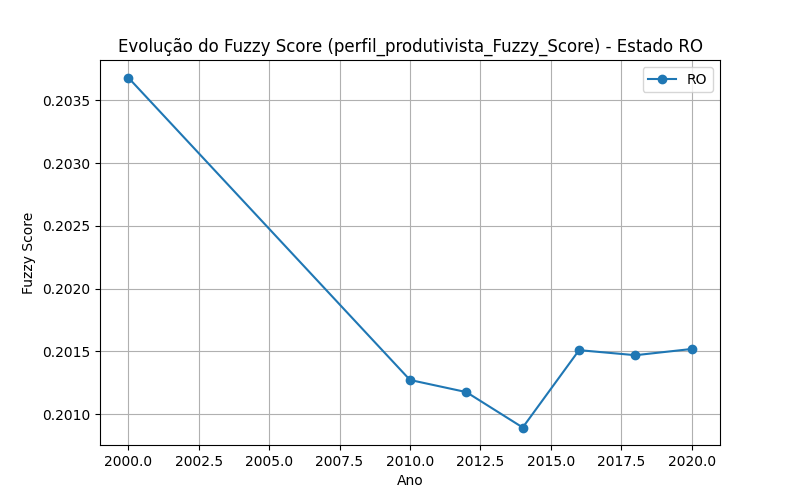 Evolução do Fuzzy Score (perfil_produtivista_Fuzzy_Score) - Estado RO
RO
0.2035
0.2030
0.2025
0.2020
0.2015
0.2010
Fuzzy Score
2000.0 2002.5 2005.0 2007.5 2010.0 2012.5 2015.0 2017.5 2020.0
Ano